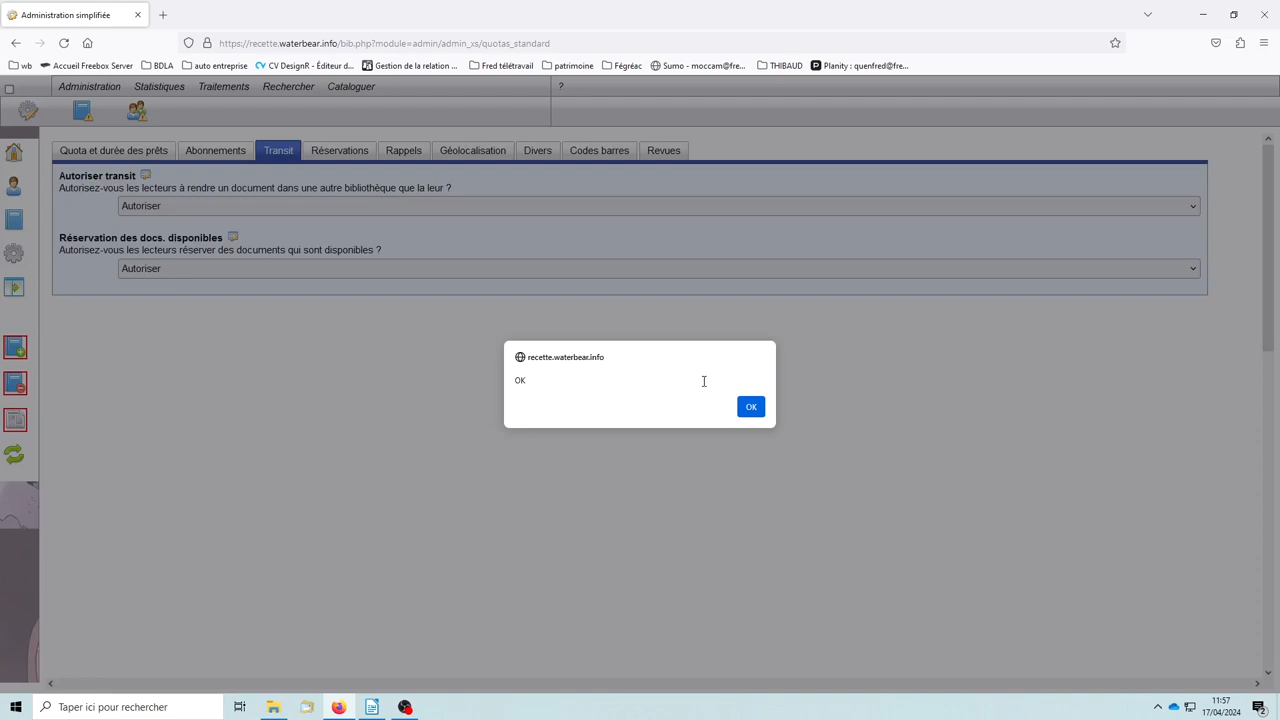 Administration simplifiée
https://recette.waterbear.info/bib.php?module=admin/admin_xs/quotas_standard
wb Accueil Freebox Server BDLA auto entreprise CV DesignR - Éditeur d... Gestion de la relation ... Fred télétravail patrimoine Fégréac Sumo - moccam@fre... THIBAUD Planity : quenfred@fre...
Administration Statistiques Traitements Rechercher Cataloguer ?
Quota et durée des prêts Abonnements Transit Réservations Rappels Géolocalisation Divers Codes barres Revues
Autoriser transit
Autorisez-vous les lecteurs à rendre un document dans une autre bibliothèque que la leur ?
Autoriser
Réservation des docs. disponibles
Autorisez-vous les lecteurs réserver des documents qui sont disponibles ?
Autoriser
recette.waterbear.info
OK
OK
Taper ici pour rechercher
11:57
17/04/2024
2